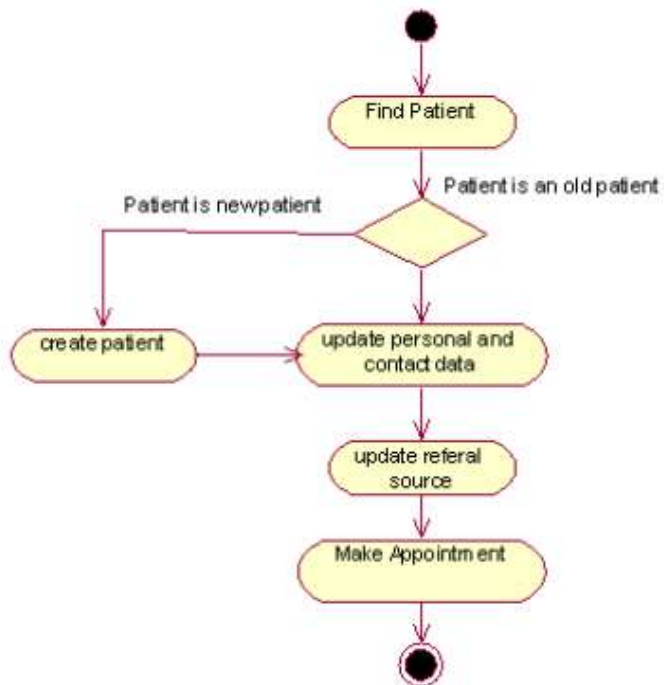 Find Patient
Patient is an old patient
Patient is newpatient
create patient
update personal and
contact data
update referal
source
Make Appointment